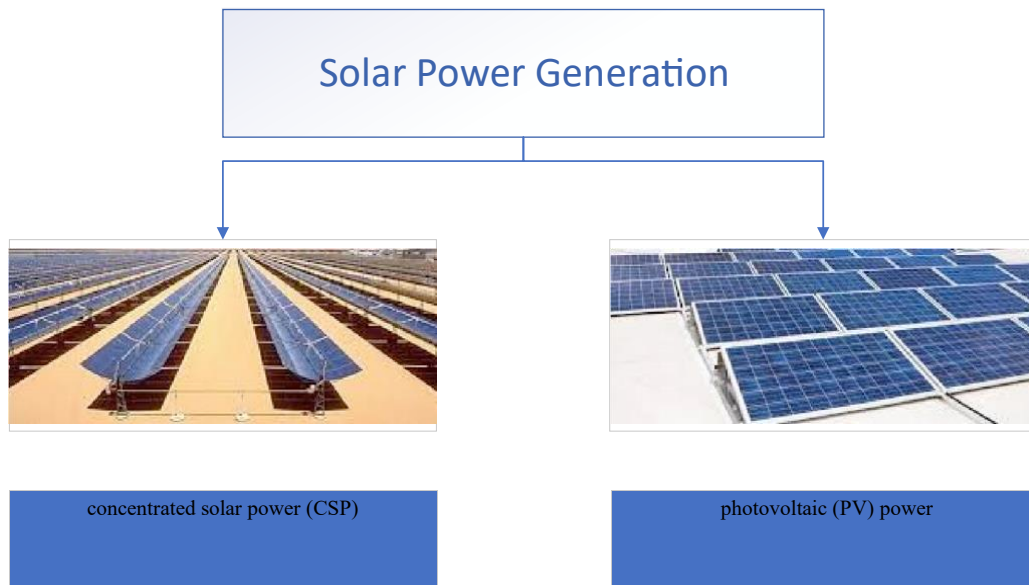 Solar Power Generation
concentrated solar power (CSP)
photovoltaic (PV) power